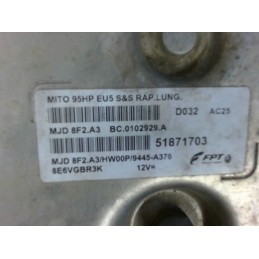 MITO 95HP EU5 S&S RAP.LUNG.
D032 AC25
MJD 8F2.A3 BC.0102929.A
51871703
MJD 8F2.A3/HW00P/9445-A376
8E6VGBR3K 12V=
FPT